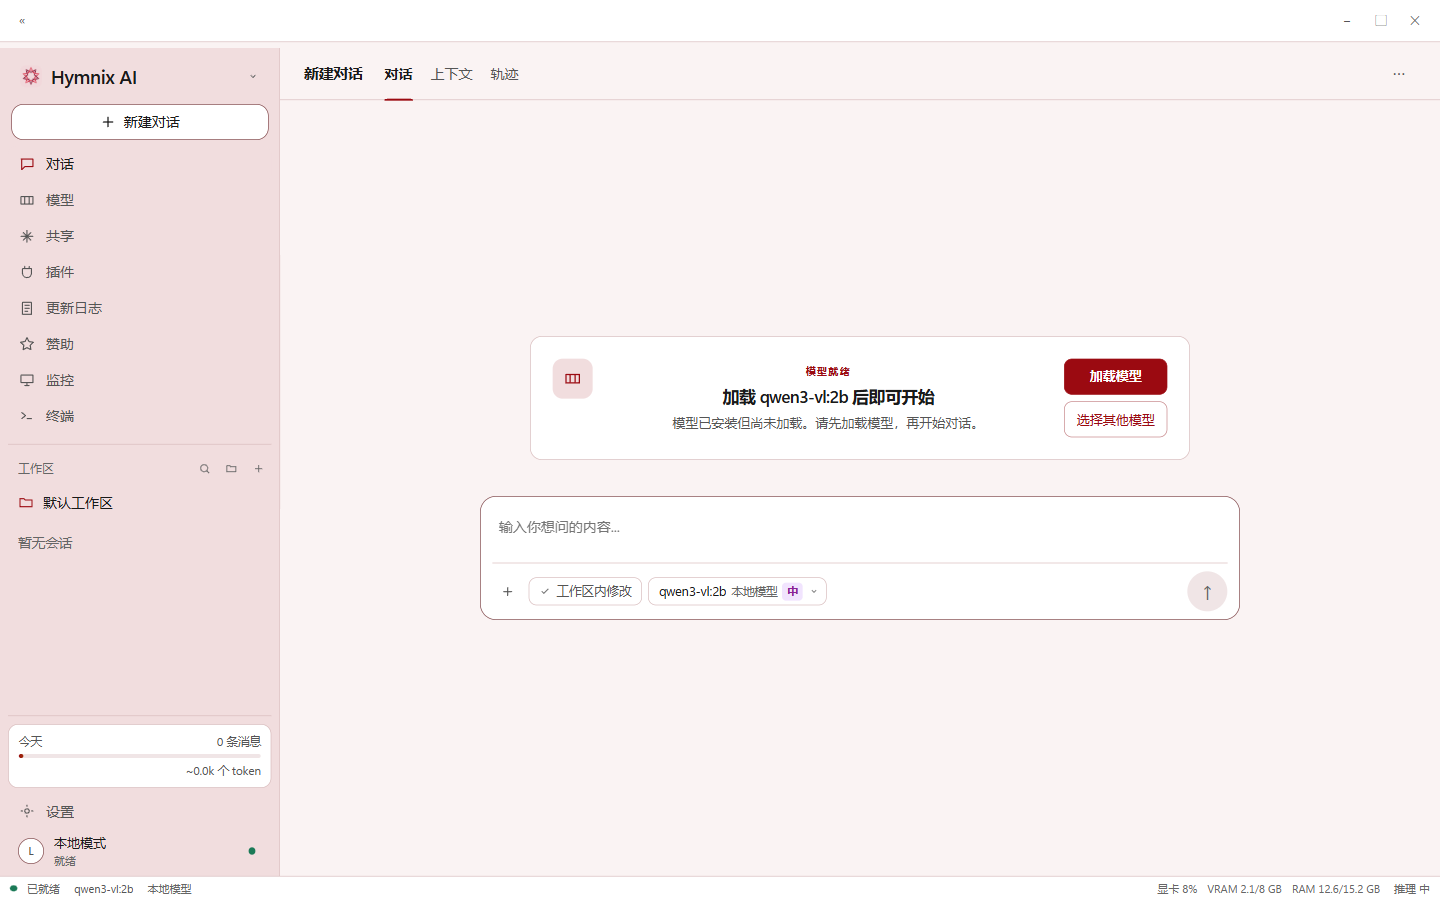 «
Hymnix AI
+ 新建对话
对话
模型
共享
插件
更新日志
赞助
监控
终端
工作区
默认工作区
暂无会话
今天 0 条消息
~0.0k 个 token
设置
L
本地模式
就绪
新建对话 对话 上下文 轨迹 ...
模型就绪
加载 qwen3-vl:2b 后即可开始
模型已安装但尚未加载。请先加载模型，再开始对话。
加载模型
选择其他模型
输入你想问的内容...
+ 工作区内修改 qwen3-vl:2b 本地模型 中 ↑
已就绪 qwen3-vl:2b 本地模型 显卡 8% VRAM 2.1/8 GB RAM 12.6/15.2 GB 推理 中